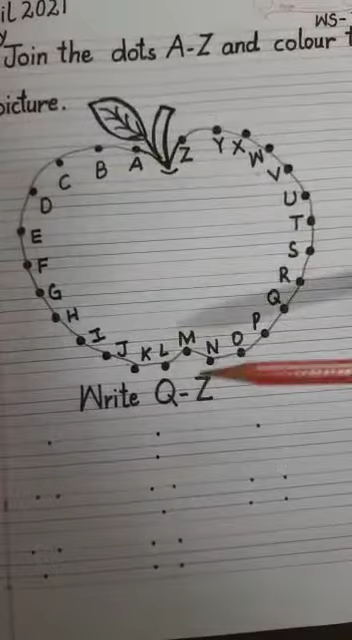 il 2021
WS-
Join the dots A-Z and colour t
picture.
A
B
C
D
E
F
G
H
I
J
K
L
M
N
O
P
Q
R
S
T
U
V
W
X
Y
Z
Write Q-Z